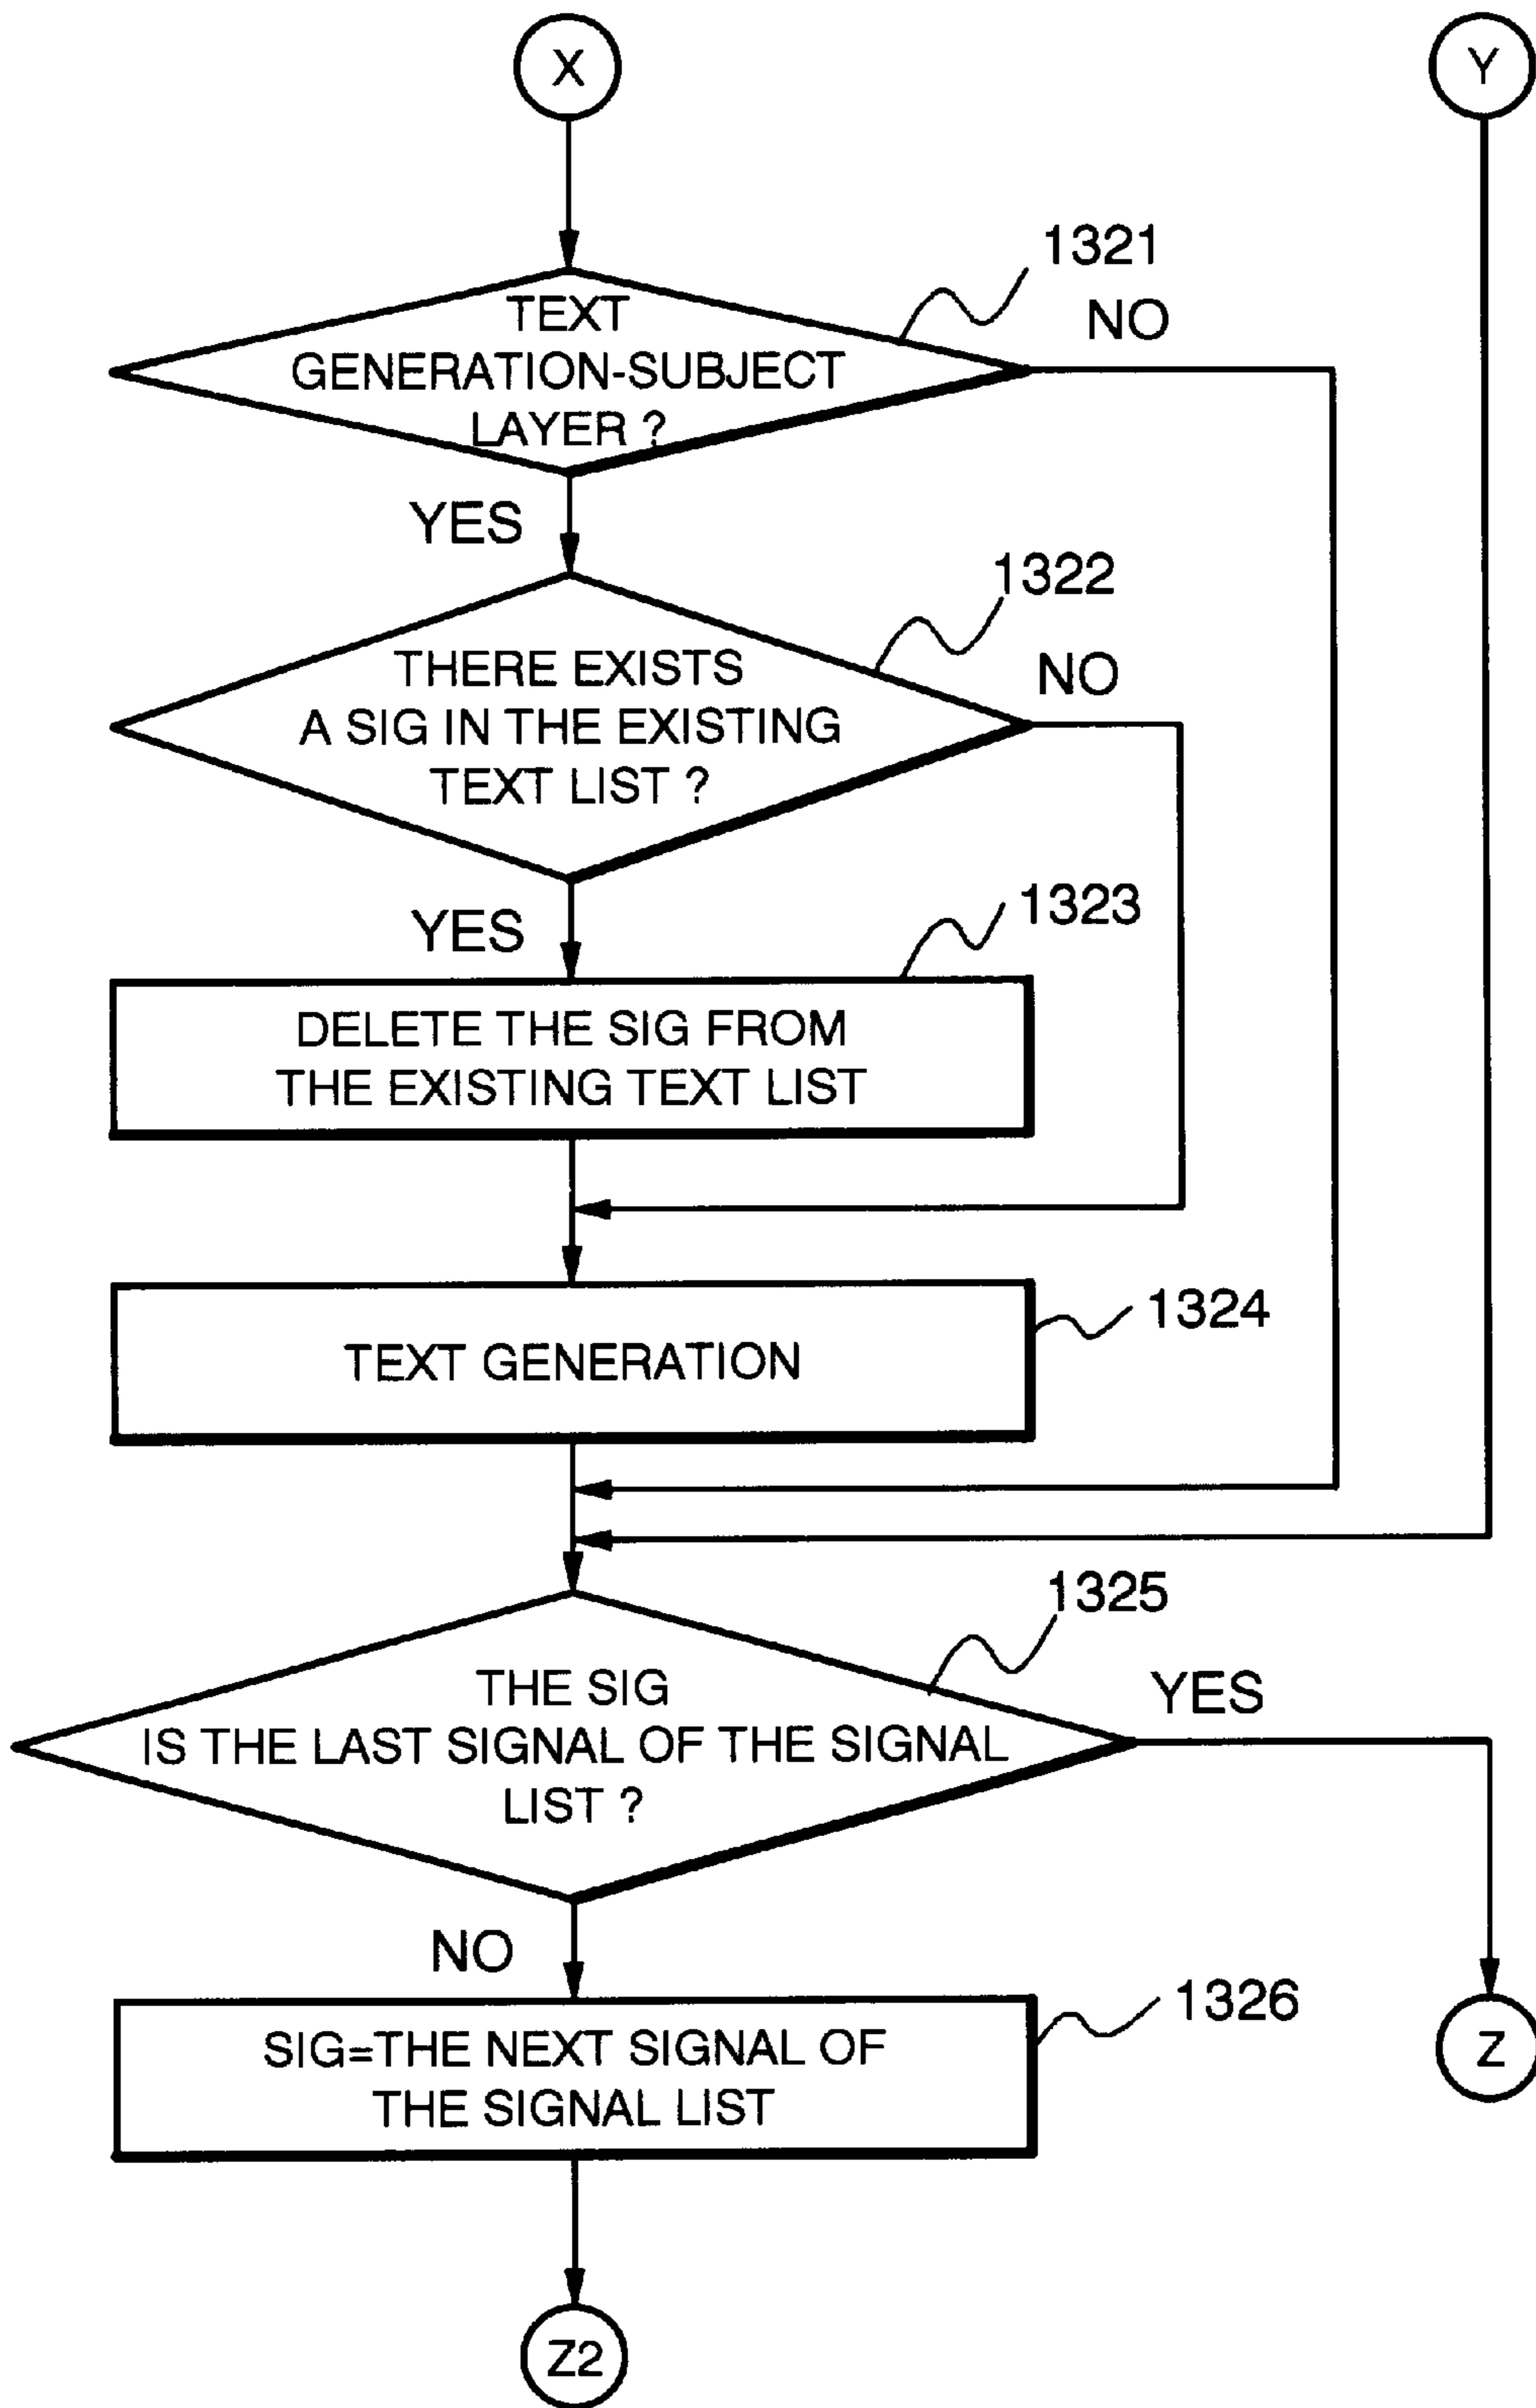 X
Y
1321
NO
TEXT
GENERATION-SUBJECT
LAYER ?
YES
1322
NO
THERE EXISTS
A SIG IN THE EXISTING
TEXT LIST ?
YES
1323
DELETE THE SIG FROM
THE EXISTING TEXT LIST
1324
TEXT GENERATION
1325
YES
THE SIG
IS THE LAST SIGNAL OF THE SIGNAL
LIST ?
NO
1326
SIG=THE NEXT SIGNAL OF
THE SIGNAL LIST
Z
Z2